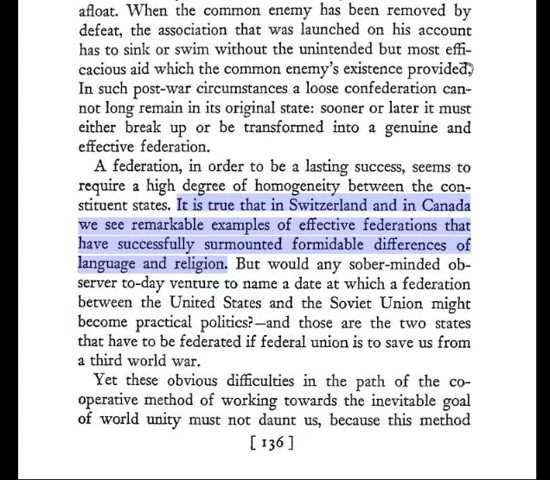 afloat. When the common enemy has been removed by
defeat, the association that was launched on his account
has to sink or swim without the unintended but most effi-
cacious aid which the common enemy's existence provided.
In such post-war circumstances a loose confederation can-
not long remain in its original state: sooner or later it must
either break up or be transformed into a genuine and
effective federation.
A federation, in order to be a lasting success, seems to
require a high degree of homogeneity between the con-
stituent states. It is true that in Switzerland and in Canada
we see remarkable examples of effective federations that
have successfully surmounted formidable differences of
language and religion. But would any sober-minded ob-
server to-day venture to name a date at which a federation
between the United States and the Soviet Union might
become practical politics?—and those are the two states
that have to be federated if federal union is to save us from
a third world war.
Yet these obvious difficulties in the path of the co-
operative method of working towards the inevitable goal
of world unity must not daunt us, because this method
[ 136 ]